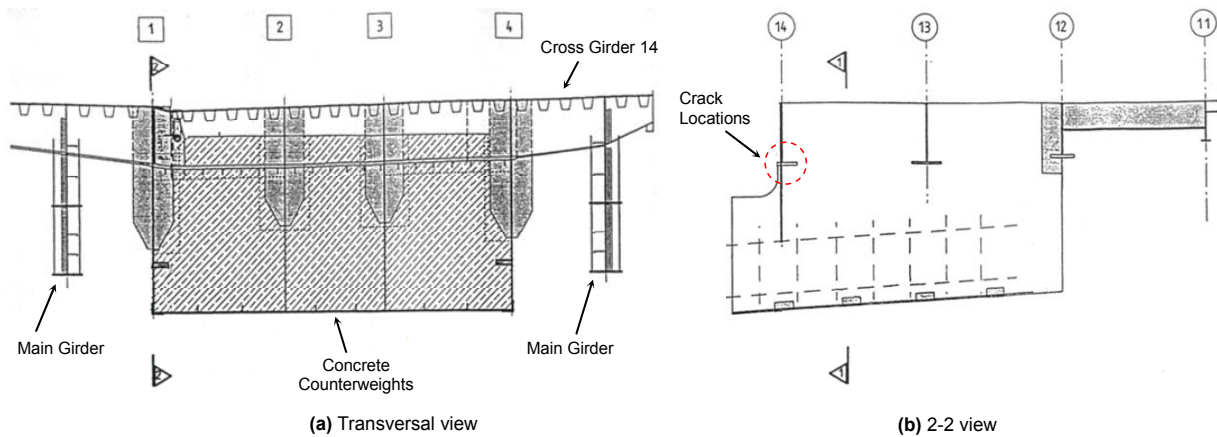 1
2
3
4
Cross Girder 14
2
Main Girder
Concrete
Counterweights
Main Girder
2
(a) Transversal view
14
13
12
11
1
Crack
Locations
1
(b) 2-2 view